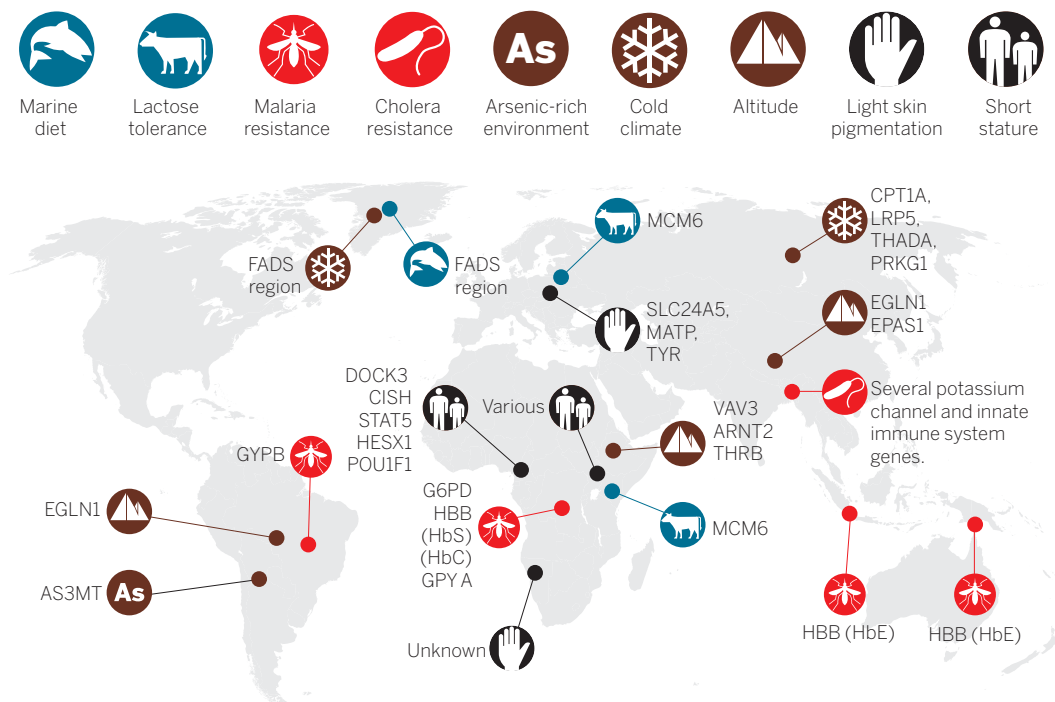 Marine
diet
Lactose
tolerance
Malaria
resistance
Cholera
resistance
As
Arsenic-rich
environment
Cold
climate
Altitude
Light skin
pigmentation
Short
stature
FADS
region
FADS
region
MCM6
CPT1A,
LRP5,
THADA,
PRKG1
SLC24A5,
MATP,
TYR
EGLN1
EPAS1
DOCK3
CISH
STAT5
HESX1
POU1F1
Various
VAV3
ARNT2
THRB
Several potassium
channel and innate
immune system
genes.
GYPB
G6PD
HBB
(HbS)
(HbC)
GPY A
EGLN1
MCM6
AS3MT
As
Unknown
HBB (HbE)
HBB (HbE)